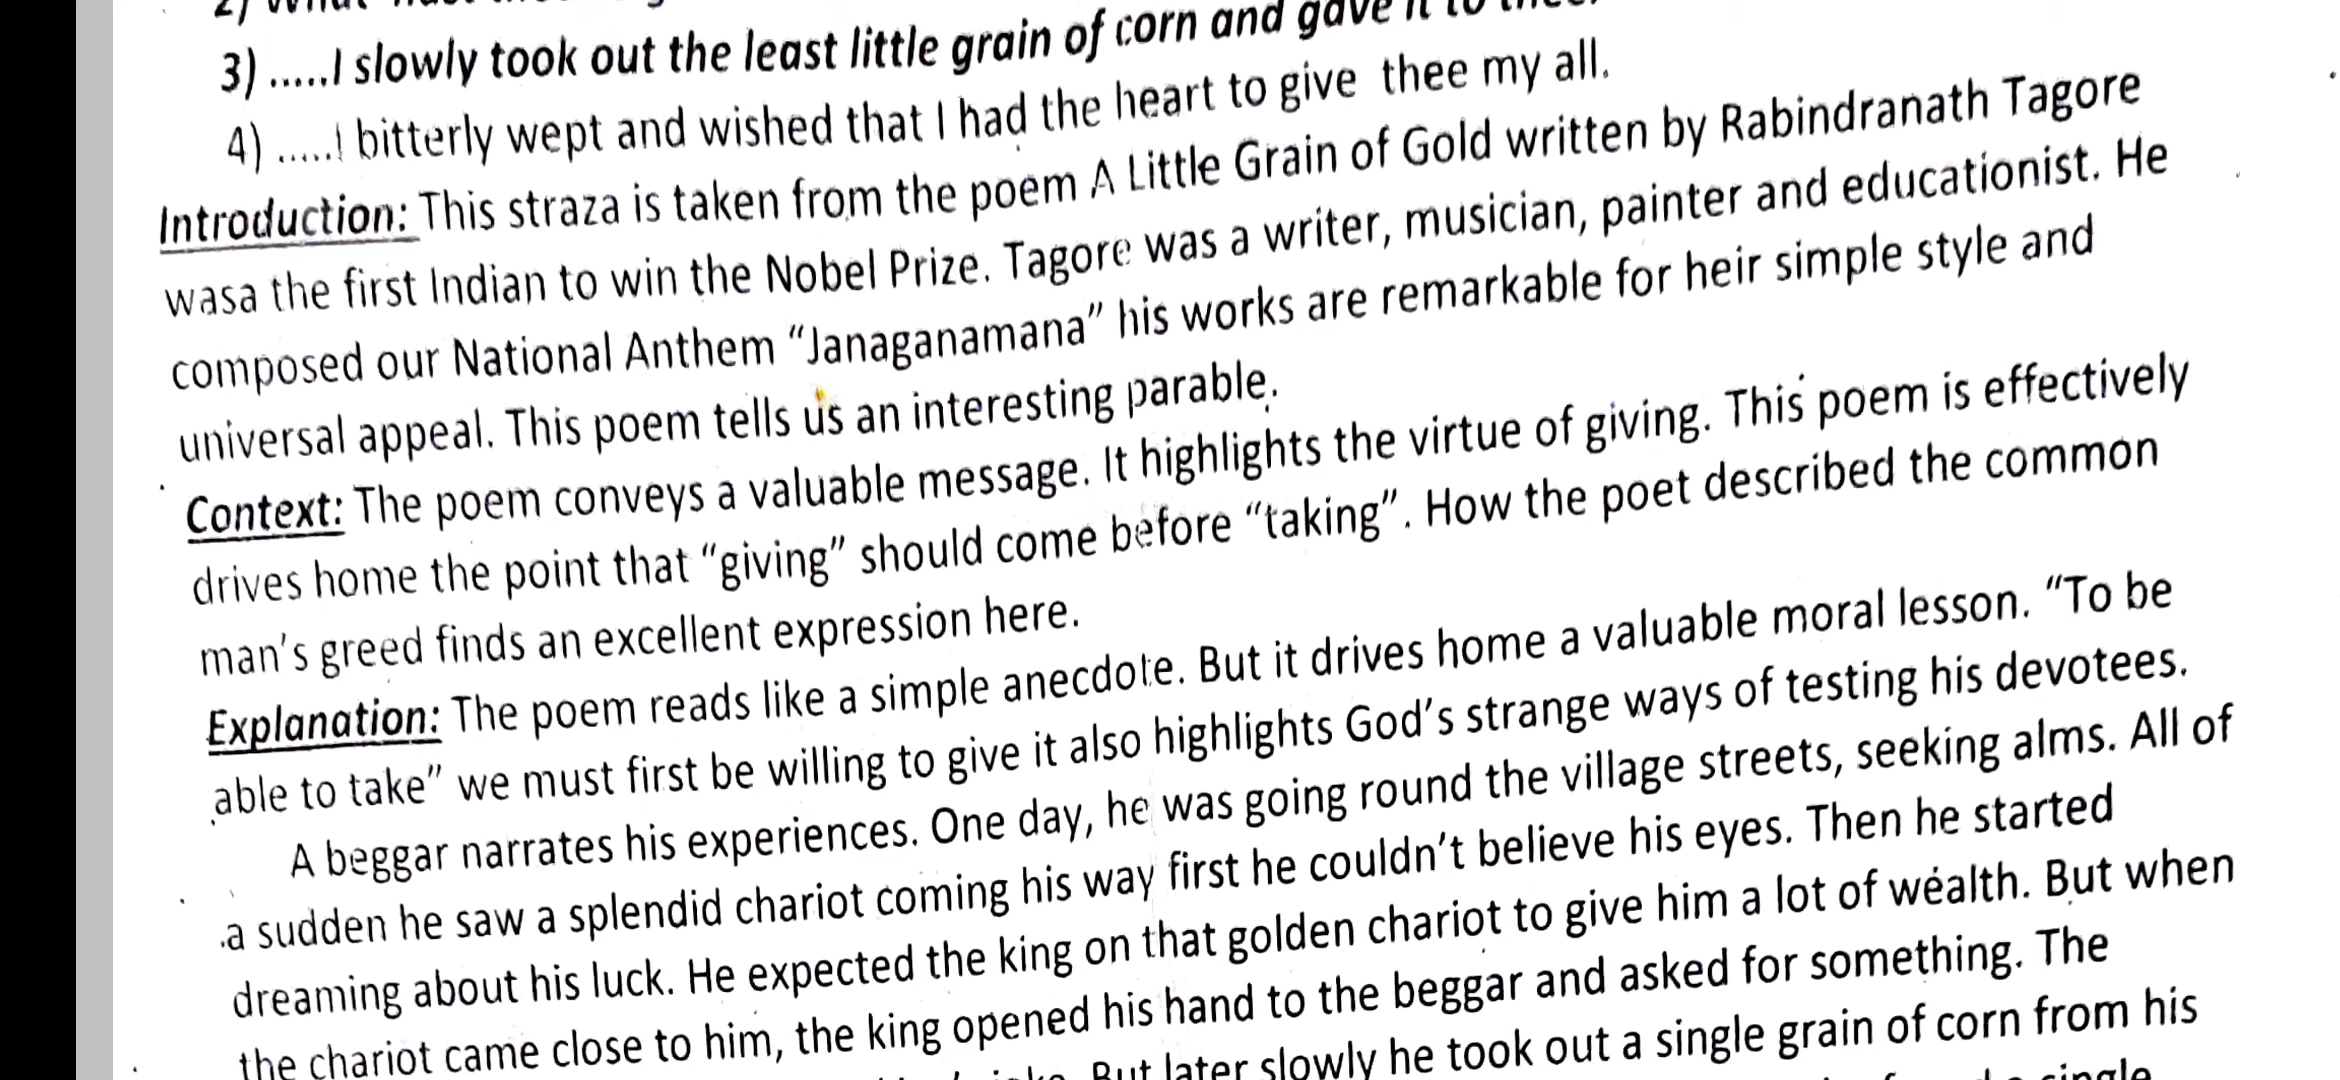 2) What
3) .....I slowly took out the least little grain of corn and gave it to thee.
4) .....I bitterly wept and wished that I had the heart to give thee my all.
Introduction: This straza is taken from the poem A Little Grain of Gold written by Rabindranath Tagore
wasa the first Indian to win the Nobel Prize. Tagore was a writer, musician, painter and educationist. He
composed our National Anthem “Janaganamana” his works are remarkable for heir simple style and
universal appeal. This poem tells us an interesting parable.
Context: The poem conveys a valuable message. It highlights the virtue of giving. This poem is effectively
drives home the point that “giving” should come before “taking”. How the poet described the common
man’s greed finds an excellent expression here.
Explanation: The poem reads like a simple anecdote. But it drives home a valuable moral lesson. “To be
able to take” we must first be willing to give it also highlights God’s strange ways of testing his devotees.
A beggar narrates his experiences. One day, he was going round the village streets, seeking alms. All of
a sudden he saw a splendid chariot coming his way first he couldn’t believe his eyes. Then he started
dreaming about his luck. He expected the king on that golden chariot to give him a lot of wealth. But when
the chariot came close to him, the king opened his hand to the beggar and asked for something. The
joke. But later slowly he took out a single grain of corn from his
single